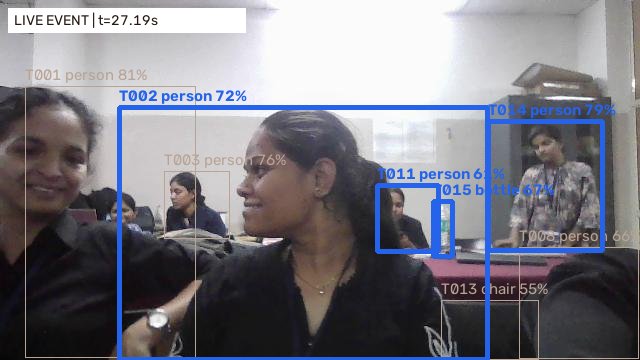 LIVE EVENT | t=27.19s
T001 person 81%
T002 person 72%
T014 person 79%
T003 person 76%
T011 person 61%
T015 bottle 67%
T008 person 66%
T013 chair 55%